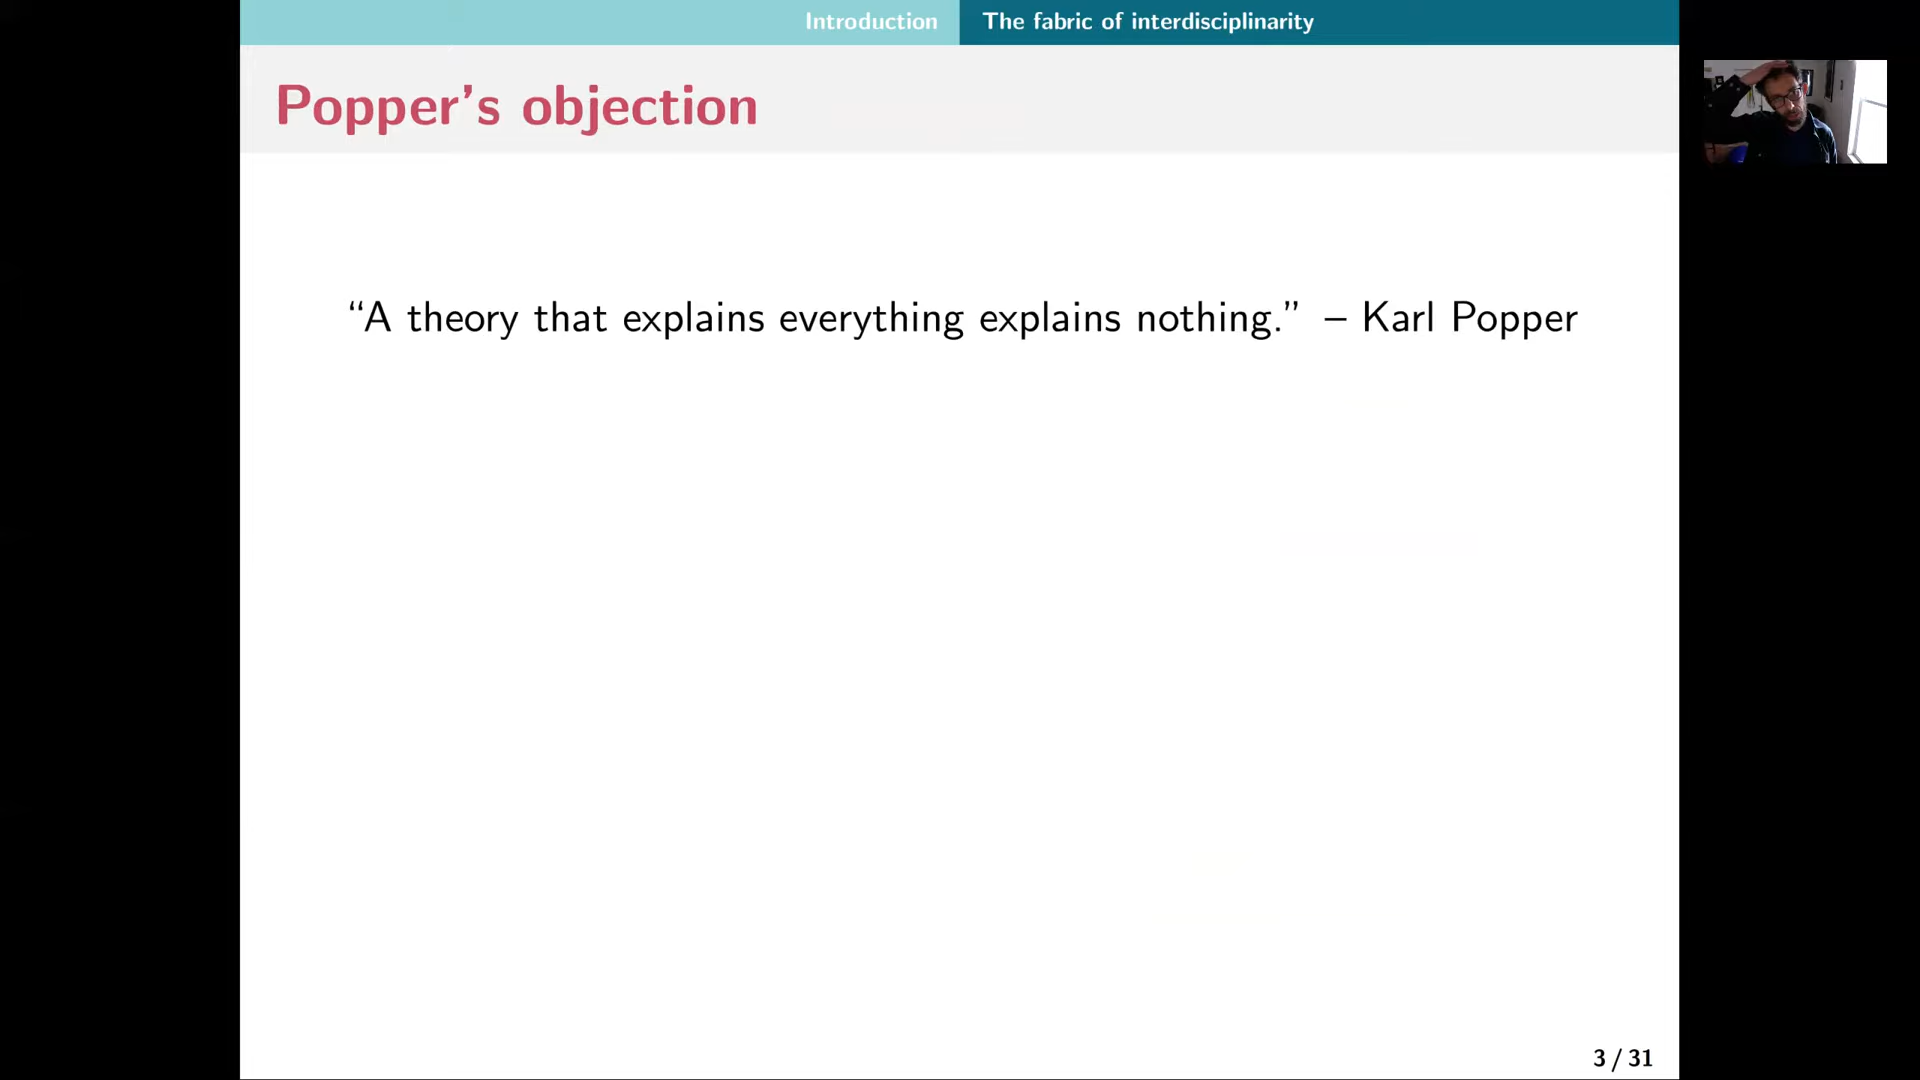 Introduction
The fabric of interdisciplinarity
Popper’s objection
“A theory that explains everything explains nothing.” – Karl Popper
3 / 31